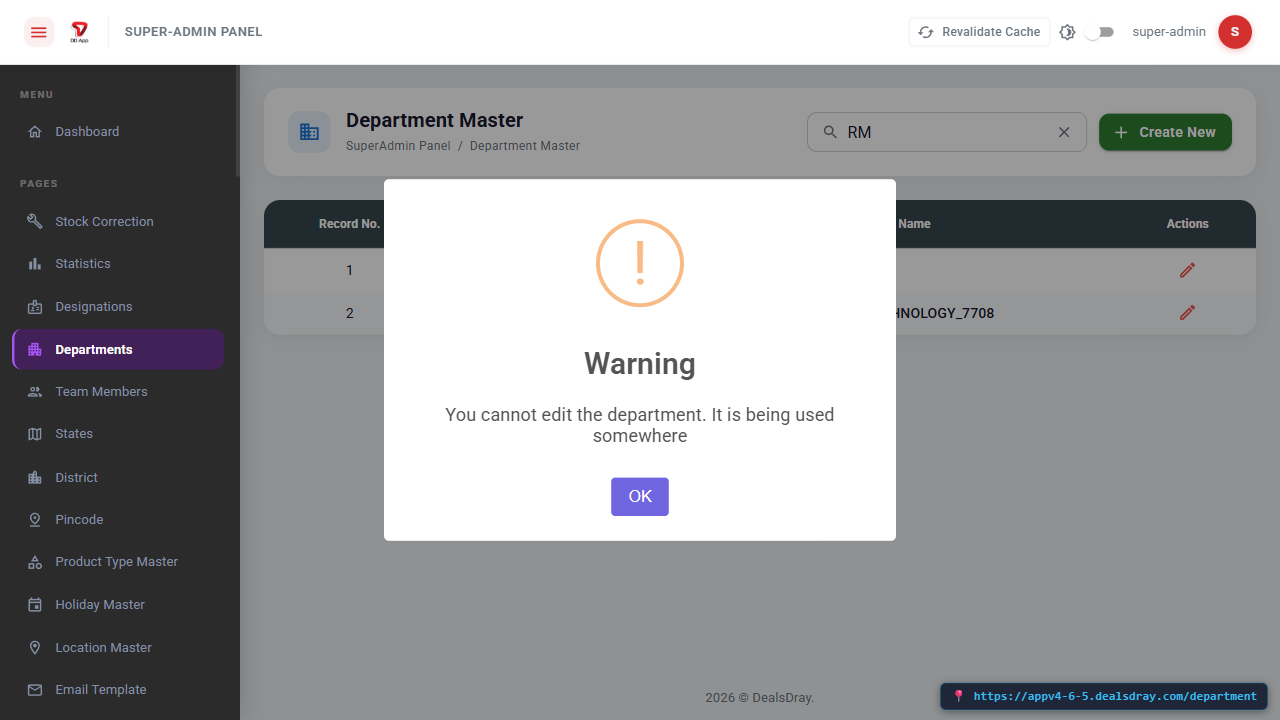 DD App
SUPER-ADMIN PANEL
Revalidate Cache
super-admin
S
MENU
Dashboard
PAGES
Stock Correction
Statistics
Designations
Departments
Team Members
States
District
Pincode
Product Type Master
Holiday Master
Location Master
Email Template
Department Master
SuperAdmin Panel / Department Master
RM
Create New
Record No.
Name
Actions
1
2
HNOLOGY_7708
Warning
You cannot edit the department. It is being used
somewhere
OK
2026 © DealsDray.
https://appv4-6-5.dealsdray.com/department